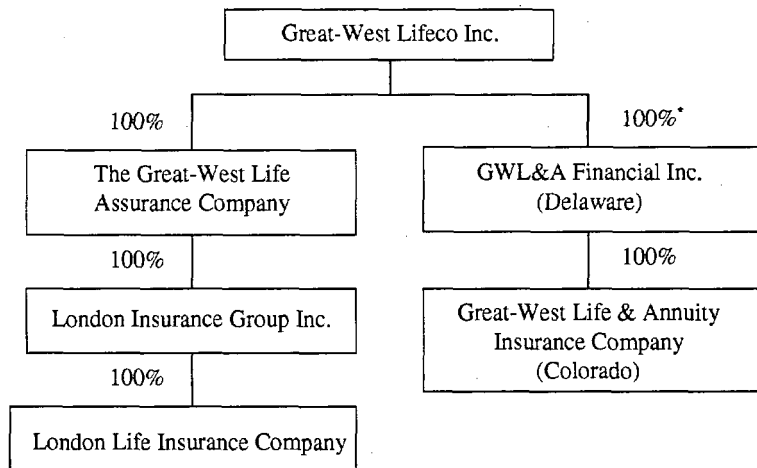 Great-West Lifeco Inc.
100%
100%*
The Great-West Life
Assurance Company
GWL&A Financial Inc.
(Delaware)
100%
100%
London Insurance Group Inc.
Great-West Life & Annuity
Insurance Company
(Colorado)
100%
London Life Insurance Company